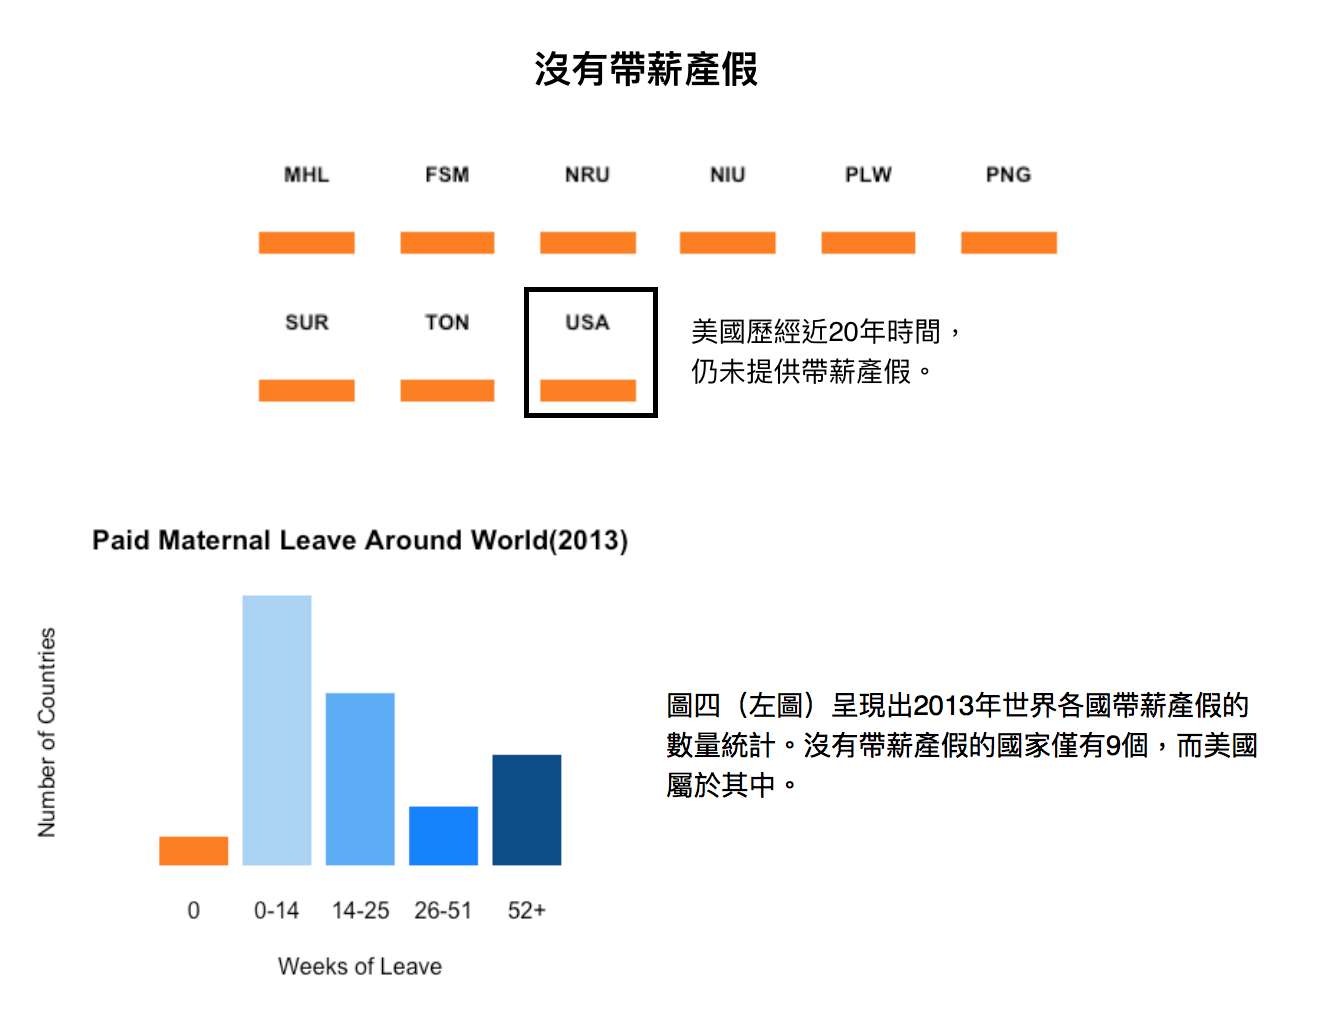 沒有帶薪產假
MHL FSM NRU NIU PLW PNG
SUR TON USA
美國歷經近20年時間，
仍未提供帶薪產假。
Paid Maternal Leave Around World(2013)
Number of Countries
0 0-14 14-25 26-51 52+
Weeks of Leave
圖四（左圖）呈現出2013年世界各國帶薪產假的
數量統計。沒有帶薪產假的國家僅有9個，而美國
屬於其中。